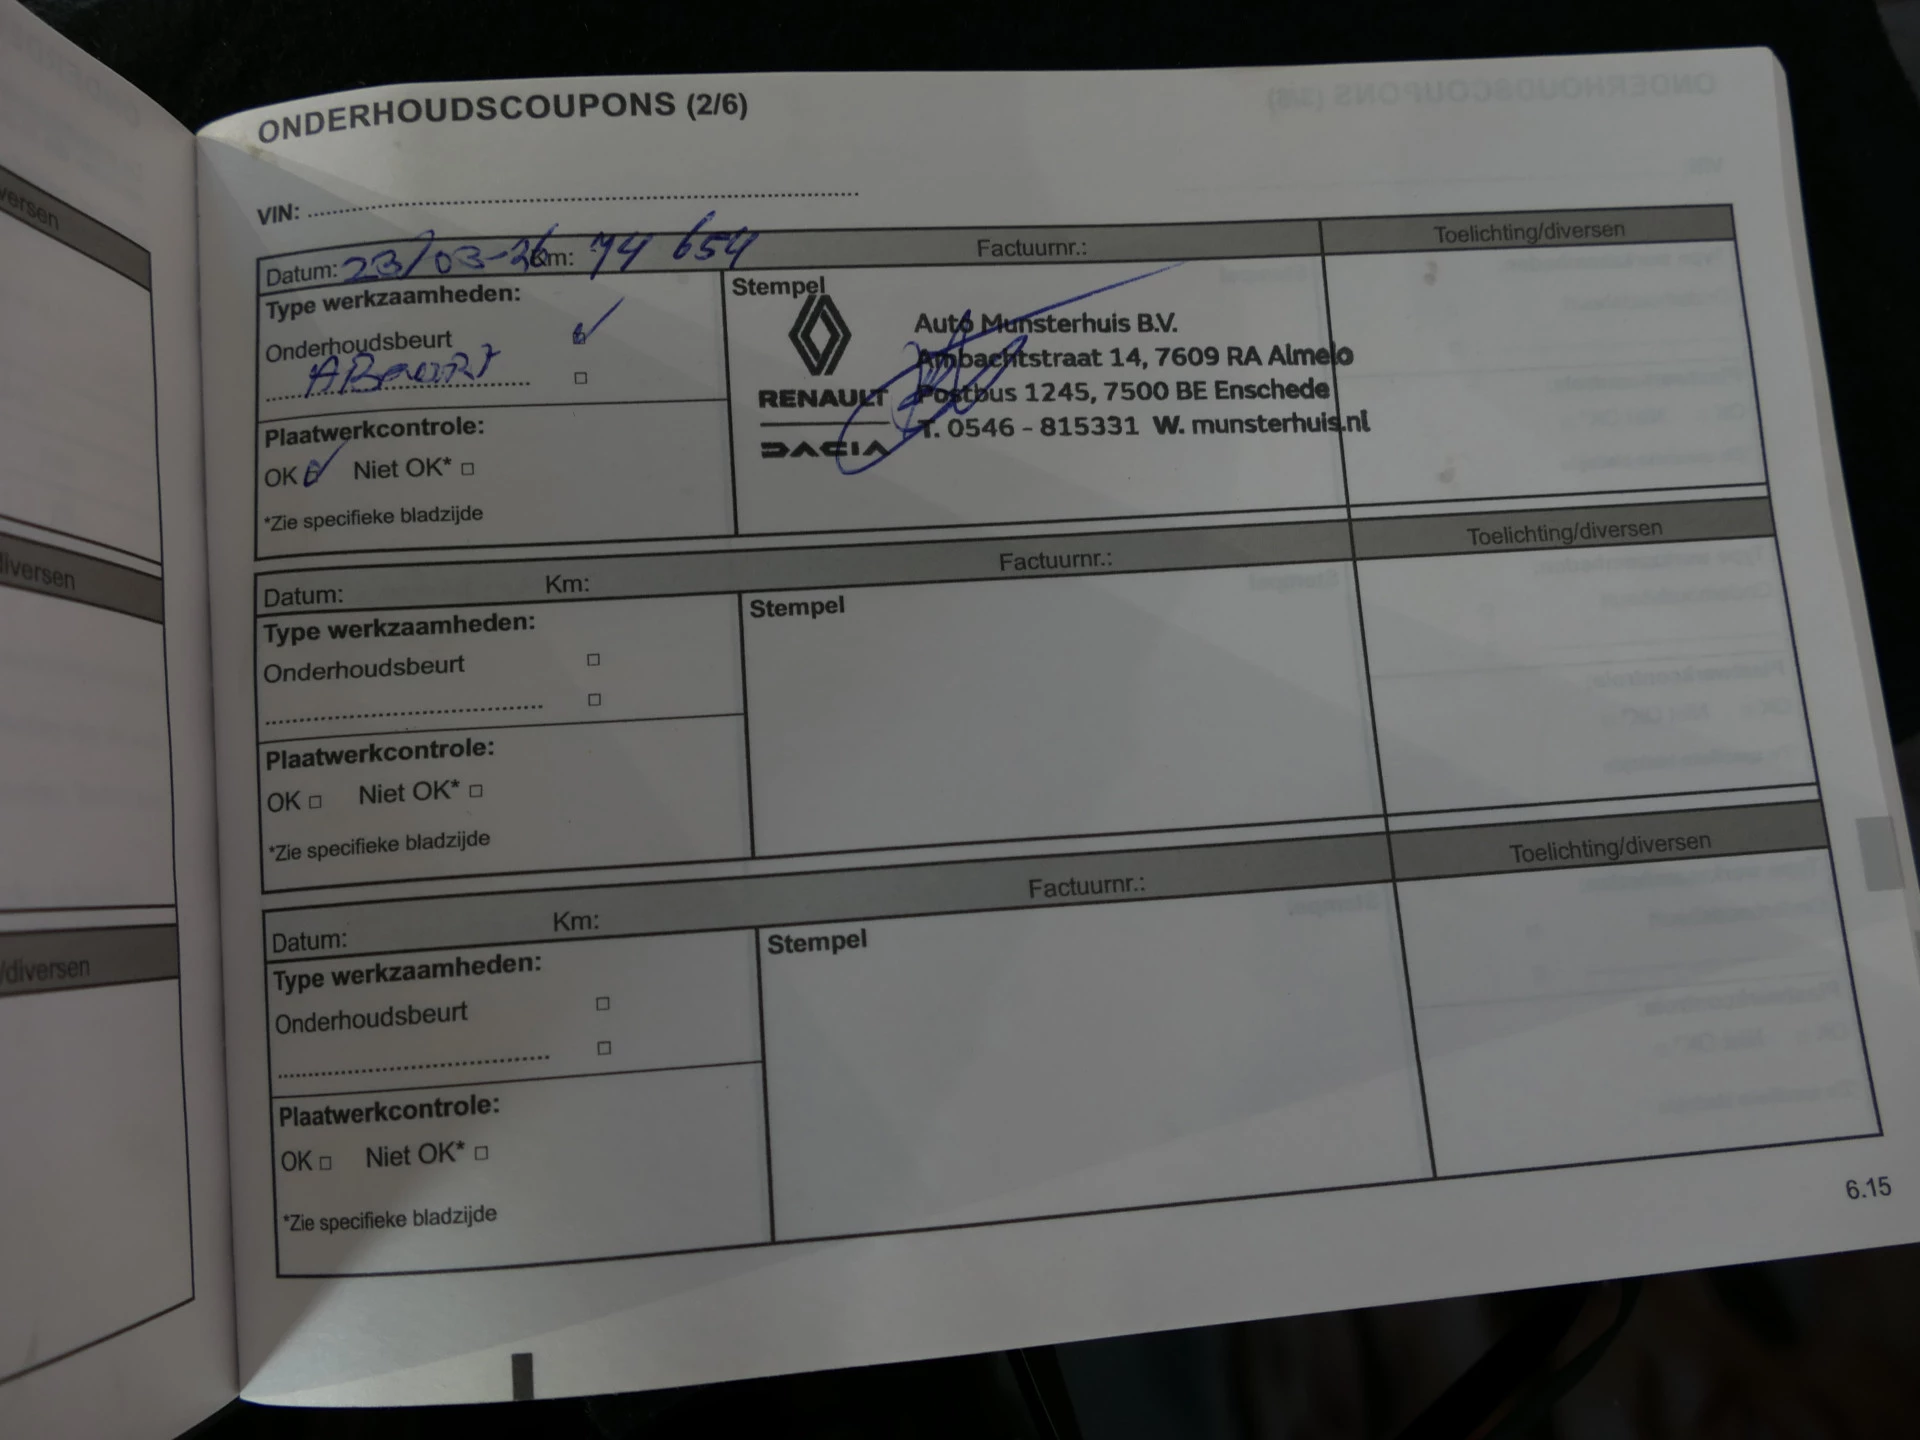 ONDERHOUDSCOUPONS (2/6)
VIN:
Datum: 23/03-26 Km: 74 654 Factuurnr.: Toelichting/diversen
Type werkzaamheden:
Onderhoudsbeurt
A Beurt
Plaatwerkcontrole:
OK Niet OK*
*Zie specifieke bladzijde
Stempel
RENAULT
DACIA
Auto Munsterhuis B.V.
Ambachtstraat 14, 7609 RA Almelo
Postbus 1245, 7500 BE Enschede
T. 0546 - 815331 W. munsterhuis.nl
Datum: Km: Factuurnr.: Toelichting/diversen
Type werkzaamheden:
Onderhoudsbeurt
Plaatwerkcontrole:
OK Niet OK*
*Zie specifieke bladzijde
Stempel
Datum: Km: Factuurnr.: Toelichting/diversen
Type werkzaamheden:
Onderhoudsbeurt
Plaatwerkcontrole:
OK Niet OK*
*Zie specifieke bladzijde
Stempel
6.15
versen
diversen
/diversen